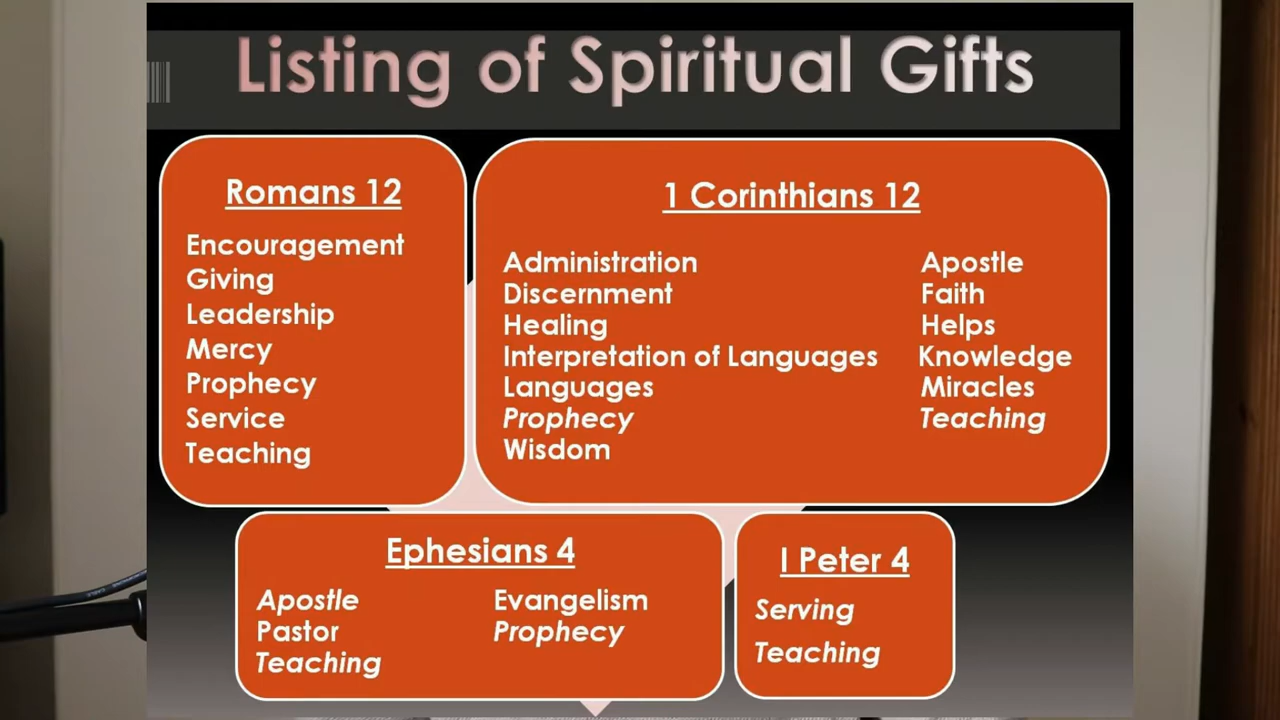 Listing of Spiritual Gifts
Romans 12
Encouragement
Giving
Leadership
Mercy
Prophecy
Service
Teaching
1 Corinthians 12
Administration
Discernment
Healing
Interpretation of Languages
Languages
Prophecy
Wisdom
Apostle
Faith
Helps
Knowledge
Miracles
Teaching
Ephesians 4
Apostle
Pastor
Teaching
Evangelism
Prophecy
I Peter 4
Serving
Teaching